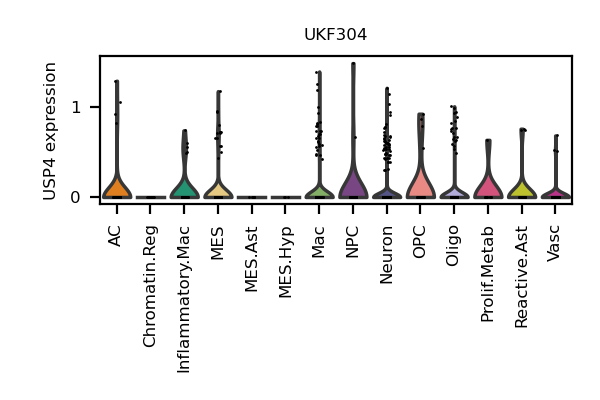 UKF304
USP4 expression
1
0
AC
Chromatin.Reg
Inflammatory.Mac
MES
MES.Ast
MES.Hyp
Mac
NPC
Neuron
OPC
Oligo
Prolif.Metab
Reactive.Ast
Vasc